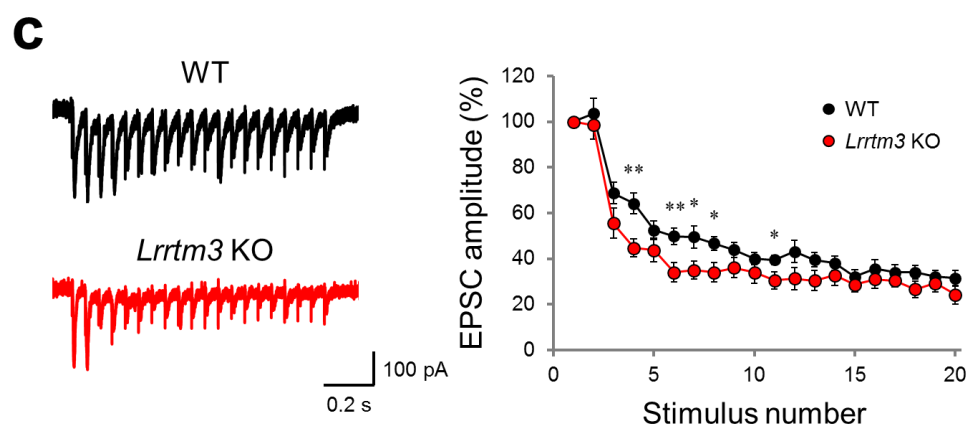 C
WT
Lrrtm3 KO
100 pA
0.2 s
EPSC amplitude (%)
120
100
80
60
40
20
0
**
**
*
*
*
WT
Lrrtm3 KO
0
5
10
15
20
Stimulus number